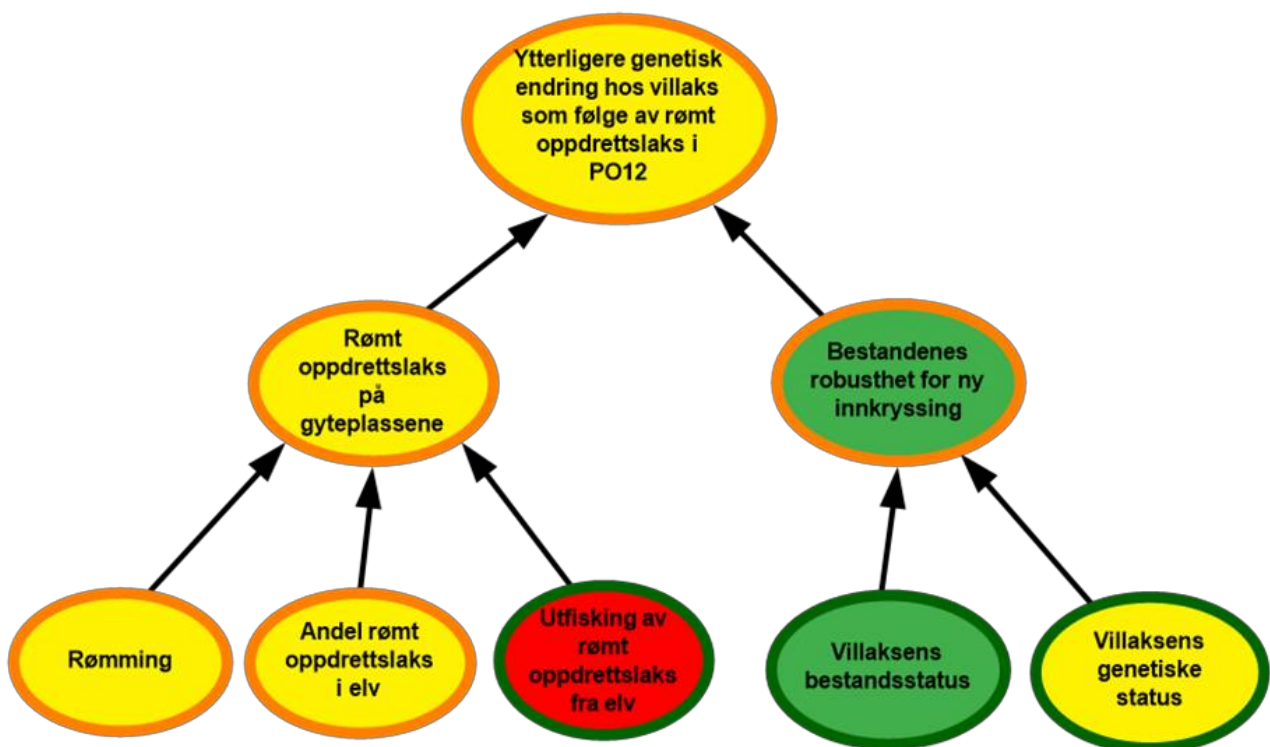 Ytterligere genetisk
endring hos villaks
som følge av rømt
oppdrettslaks i
PO12
Rømt
oppdrettslaks
på
gyteplassene
Bestandenes
robusthet for ny
innkryssing
Rømming
Andel rømt
oppdrettslaks
i elv
Utfisking av
rømt
oppdrettslaks
fra elv
Villaksens
bestandsstatus
Villaksens
genetiske
status